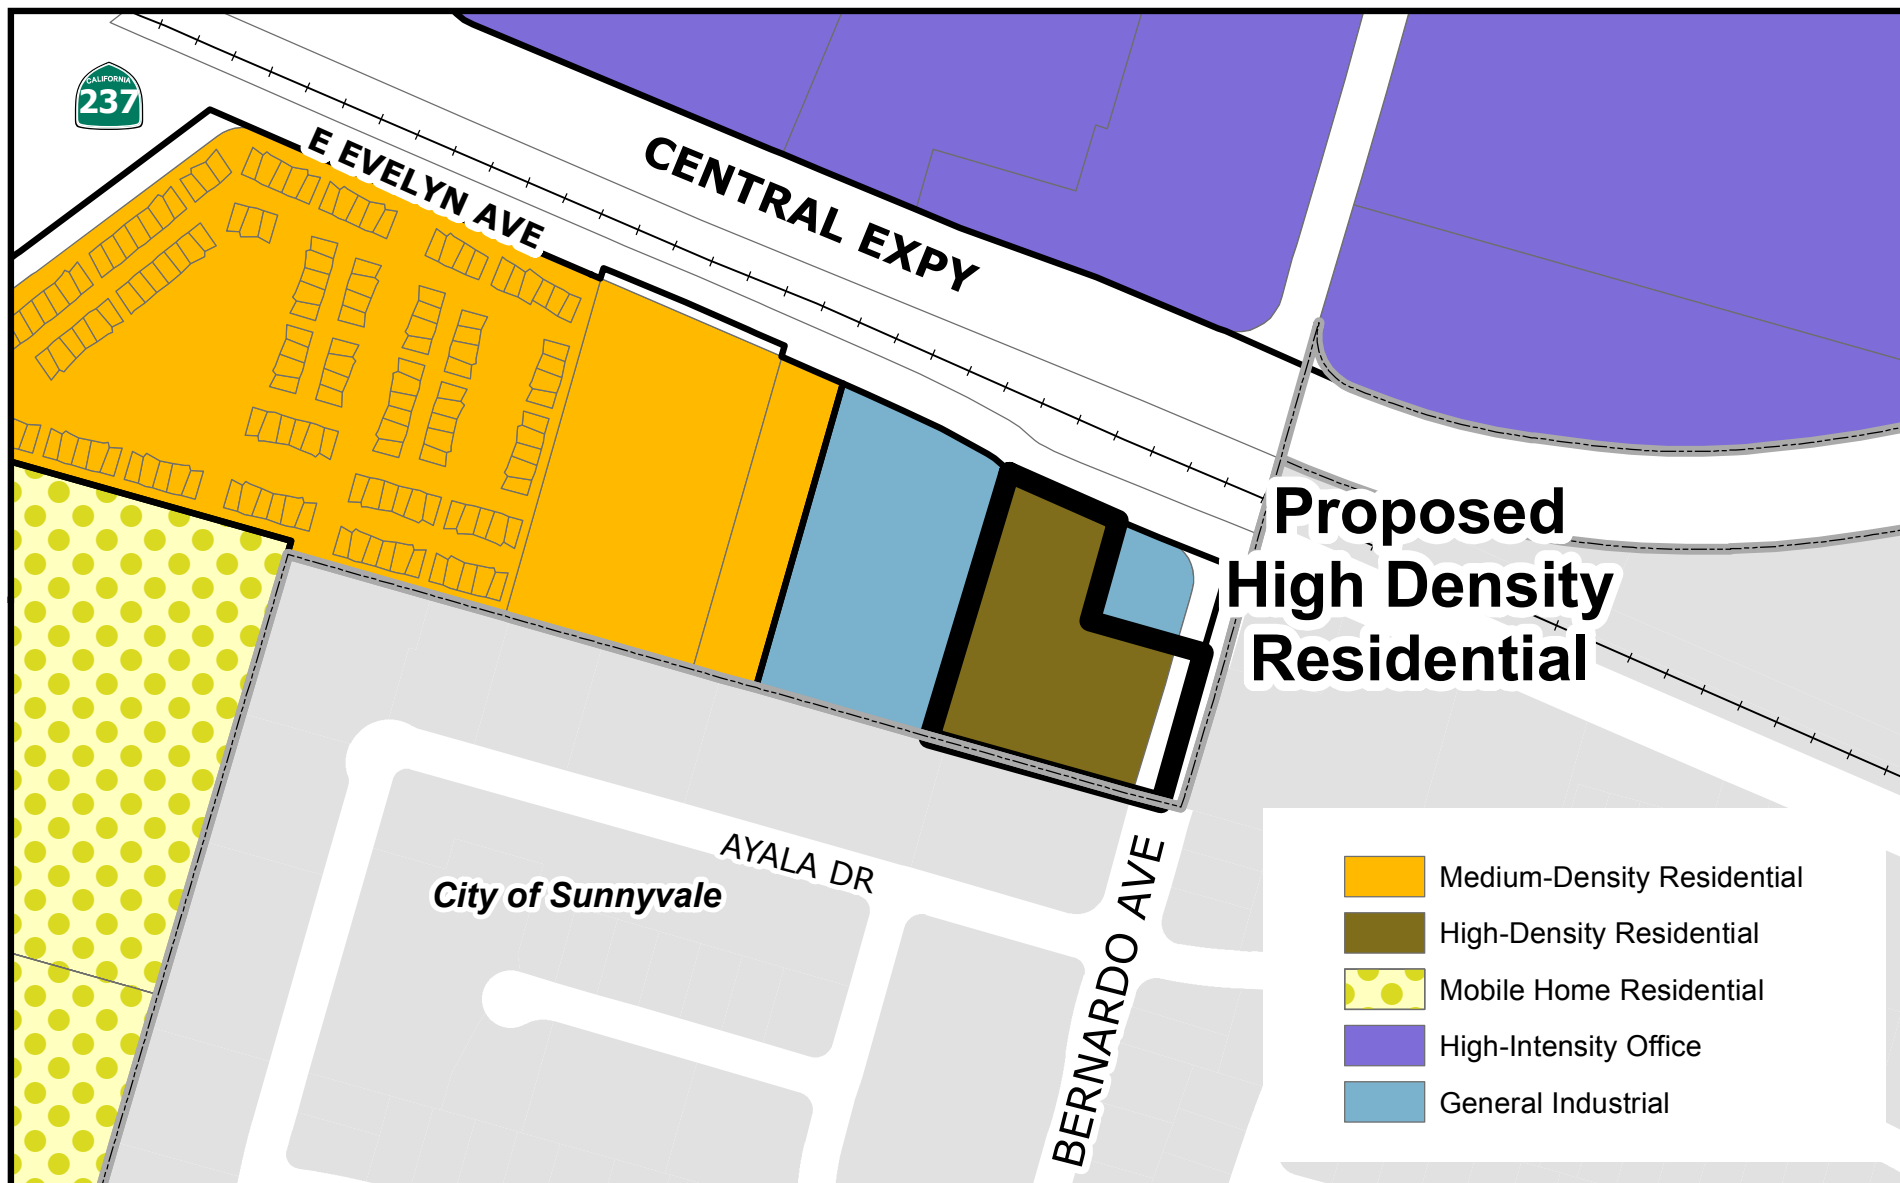 CALIFORNIA
237
E EVELYN AVE
CENTRAL EXPY
Proposed
High Density
Residential
AYALA DR
City of Sunnyvale
BERNARDO AVE
Medium-Density Residential
High-Density Residential
Mobile Home Residential
High-Intensity Office
General Industrial